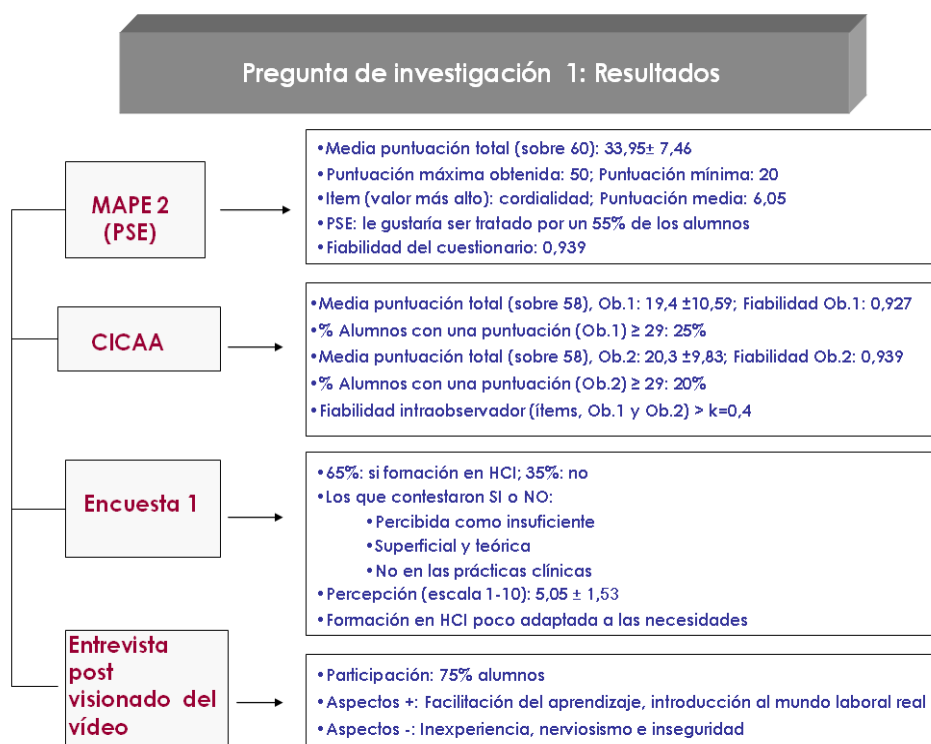 Pregunta de investigación 1: Resultados
MAPE 2
(PSE)
•Media puntuación total (sobre 60): 33,95± 7,46
•Puntuación máxima obtenida: 50; Puntuación mínima: 20
•Item (valor más alto): cordialidad; Puntuación media: 6,05
•PSE: le gustaría ser tratado por un 55% de los alumnos
•Fiabilidad del cuestionario: 0,939
CICAA
•Media puntuación total (sobre 58), Ob.1: 19,4 ±10,59; Fiabilidad Ob.1: 0,927
•% Alumnos con una puntuación (Ob.1) ≥ 29: 25%
•Media puntuación total (sobre 58), Ob.2: 20,3 ±9,83; Fiabilidad Ob.2: 0,939
•% Alumnos con una puntuación (Ob.2) ≥ 29: 20%
•Fiabilidad intraobservador (ítems, Ob.1 y Ob.2) > k=0,4
Encuesta 1
•65%: si fornación en HCI; 35%: no
•Los que contestaron SI o NO:
•Percibida como insuficiente
•Superficial y teórica
•No en las prácticas clínicas
•Percepción (escala 1-10): 5,05 ± 1,53
•Formación en HCI poco adaptada a las necesidades
Entrevista
post
visionado del
vídeo
•Participación: 75% alumnos
•Aspectos +: Facilitación del aprendizaje, introducción al mundo laboral real
•Aspectos -: Inexperiencia, nerviosismo e inseguridad